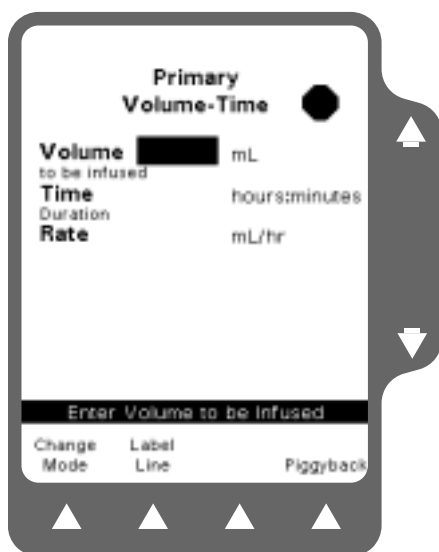 Primary
Volume-Time
Volume mL
to be infused
Time hours:minutes
Duration
Rate mL/hr
Enter Volume to be Infused
Change Label
Mode Line Piggyback